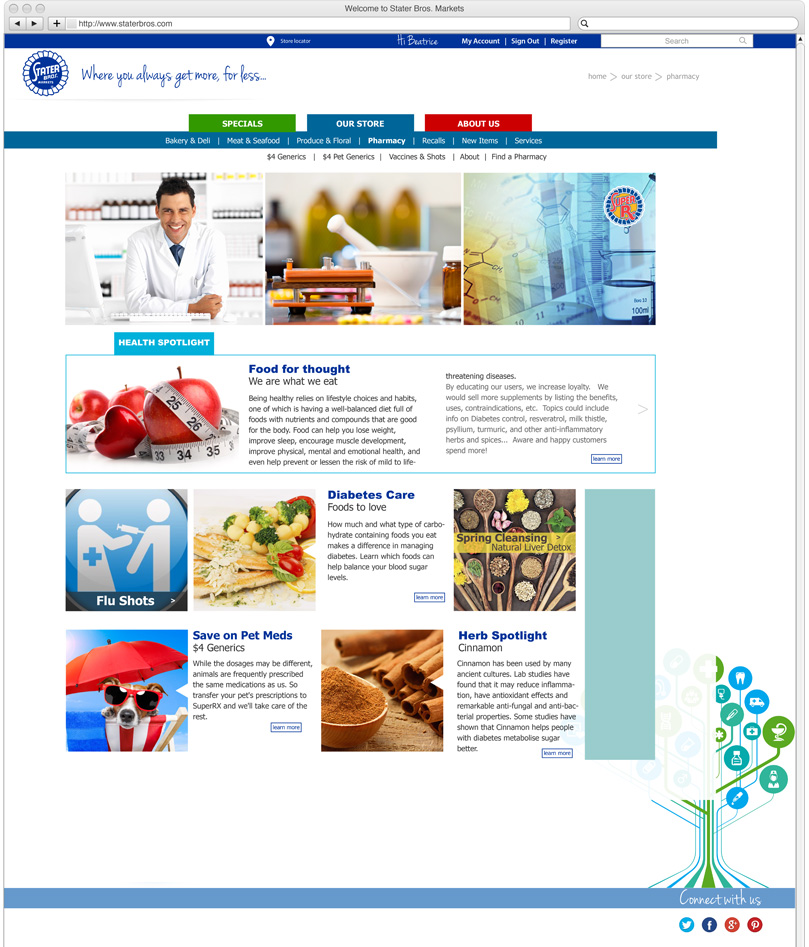 Welcome to Stater Bros. Markets
http://www.staterbros.com
Store locator
Hi Beatrice
My Account | Sign Out | Register
Search
STATER
BROS.
MARKETS
Where you always get more, for less...
home > our store > pharmacy
SPECIALS
OUR STORE
ABOUT US
Bakery & Deli | Meat & Seafood | Produce & Floral | Pharmacy | Recalls | New Items | Services
$4 Generics | $4 Pet Generics | Vaccines & Shots | About | Find a Pharmacy
SUPER
R
100ml
HEALTH SPOTLIGHT
25
26
33
34
35
Food for thought
We are what we eat
Being healthy relies on lifestyle choices and habits,
one of which is having a well-balanced diet full of
foods with nutrients and compounds that are good
for the body. Food can help you lose weight,
improve sleep, encourage muscle development,
improve physical, mental and emotional health, and
even help prevent or lessen the risk of mild to life-
threatening diseases.
By educating our users, we increase loyalty. We
would sell more supplements by listing the benefits,
uses, contraindications, etc. Topics could include
info on Diabetes control, resveratrol, milk thistle,
psyllium, turmuric, and other anti-inflammatory
herbs and spices... Aware and happy customers
spend more!
learn more
>
Flu Shots >
Diabetes Care
Foods to love
How much and what type of carbo-
hydrate containing foods you eat
makes a difference in managing
diabetes. Learn which foods can
help balance your blood sugar
levels.
learn more
Spring Cleansing >
Natural Liver Detox
Save on Pet Meds
$4 Generics
While the dosages may be different,
animals are frequently prescribed
the same medications as us. So
transfer your pet's prescriptions to
SuperRX and we'll take care of the
rest.
learn more
Herb Spotlight
Cinnamon
Cinnamon has been used by many
ancient cultures. Lab studies have
found that it may reduce inflamma-
tion, have antioxidant effects and
remarkable anti-fungal and anti-bac-
terial properties. Some studies have
shown that Cinnamon helps people
with diabetes metabolise sugar
better.
learn more
Connect with us